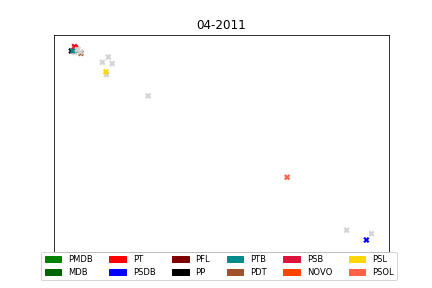 04-2011
PMDB PT PFL PTB PSB PSL
MDB PSDB PP PDT NOVO PSOL